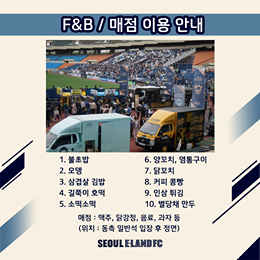 F&B / 매점 이용 안내
1. 불초밥
2. 오뎅
3. 삼겹살 김밥
4. 길쭉이 호떡
5. 소떡소떡
6. 양꼬치, 염통구이
7. 닭꼬치
8. 커피 콩빵
9. 인삼 튀김
10. 별당채 만두
매점 : 맥주, 닭강정, 음료, 과자 등
(위치 : 동측 일반석 입장 후 정면)
SEOUL E-LAND FC